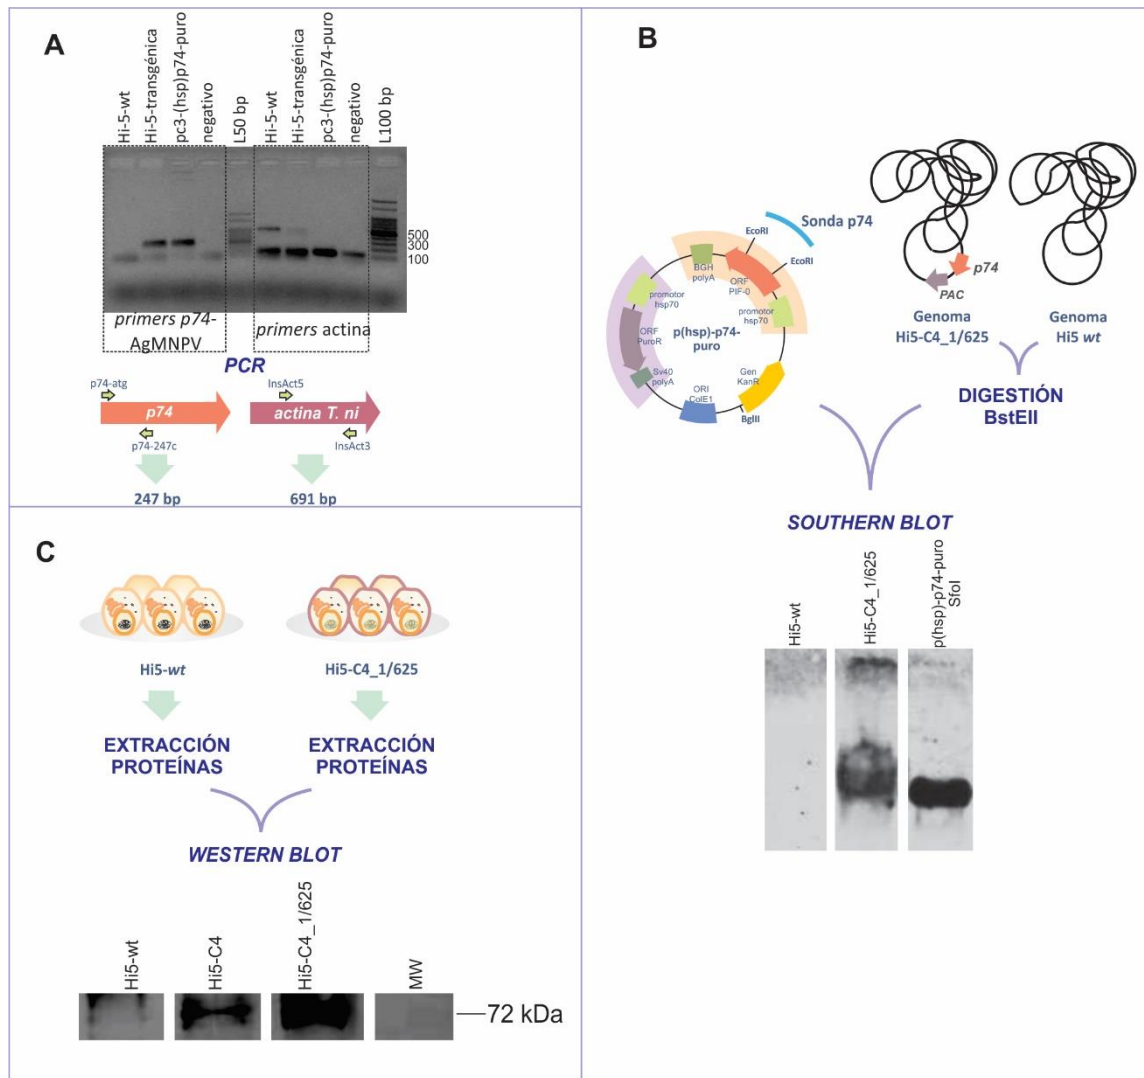 A
Hi-5-wt
Hi-5-transgénica
pc3-(hsp)p74-puro
negativo
L50 bp
Hi-5-wt
Hi-5-transgénica
pc3-(hsp)p74-puro
negativo
L100 bp
500
300
100
primers p74-
AgMNPV
primers actina
PCR
p74-atg
p74
p74-247c
247 bp
InsAct5
actina T. ni
InsAct3
691 bp
B
Sonda p74
EcoRI
EcoRI
BGH
polyA
ORF
PIF-0
promotor
hsp70
promotor
hsp70
p(hsp)-p74-
puro
ORF
PuroR
Sv40
polyA
ORI
ColE1
Gen
KanR
BglII
p74
PAC
Genoma
Hi5-C4_1/625
Genoma
Hi5 wt
DIGESTIÓN
BstEII
SOUTHERN BLOT
Hi5-wt
Hi5-C4_1/625
p(hsp)-p74-puro
SfoI
C
Hi5-wt
Hi5-C4_1/625
EXTRACCIÓN
PROTEÍNAS
EXTRACCIÓN
PROTEÍNAS
WESTERN BLOT
Hi5-wt
Hi5-C4
Hi5-C4_1/625
MW
72 kDa